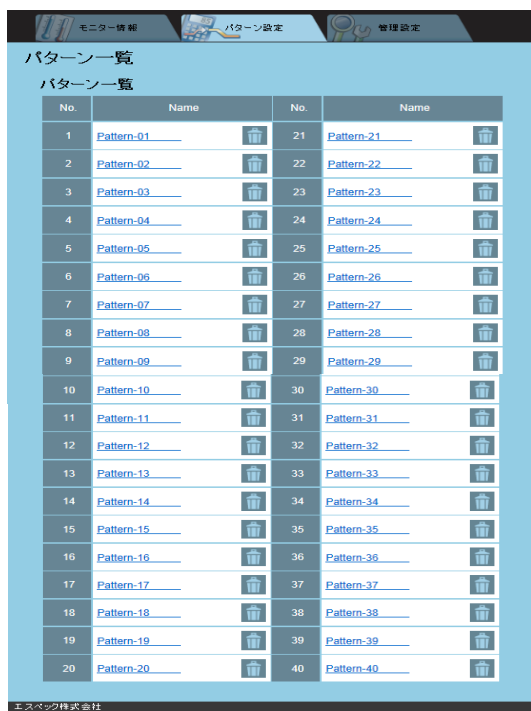 モニター情報 パターン設定 管理設定
パターン一覧
パターン一覧
No. Name No. Name
1 Pattern-01 21 Pattern-21
2 Pattern-02 22 Pattern-22
3 Pattern-03 23 Pattern-23
4 Pattern-04 24 Pattern-24
5 Pattern-05 25 Pattern-25
6 Pattern-06 26 Pattern-26
7 Pattern-07 27 Pattern-27
8 Pattern-08 28 Pattern-28
9 Pattern-09 29 Pattern-29
10 Pattern-10 30 Pattern-30
11 Pattern-11 31 Pattern-31
12 Pattern-12 32 Pattern-32
13 Pattern-13 33 Pattern-33
14 Pattern-14 34 Pattern-34
15 Pattern-15 35 Pattern-35
16 Pattern-16 36 Pattern-36
17 Pattern-17 37 Pattern-37
18 Pattern-18 38 Pattern-38
19 Pattern-19 39 Pattern-39
20 Pattern-20 40 Pattern-40
エスペック株式会社